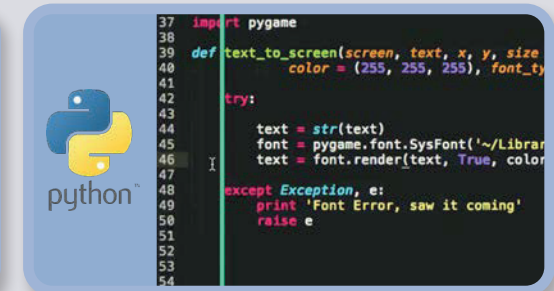 python™
37 import pygame
38
39 def text_to_screen(screen, text, x, y, size
40 color = (255, 255, 255), font_ty
41
42 try:
43
44 text = str(text)
45 font = pygame.font.SysFont('~/Librar
46 text = font.render(text, True, color
47
48 except Exception, e:
49 print 'Font Error, saw it coming'
50 raise e
51
52
53
54